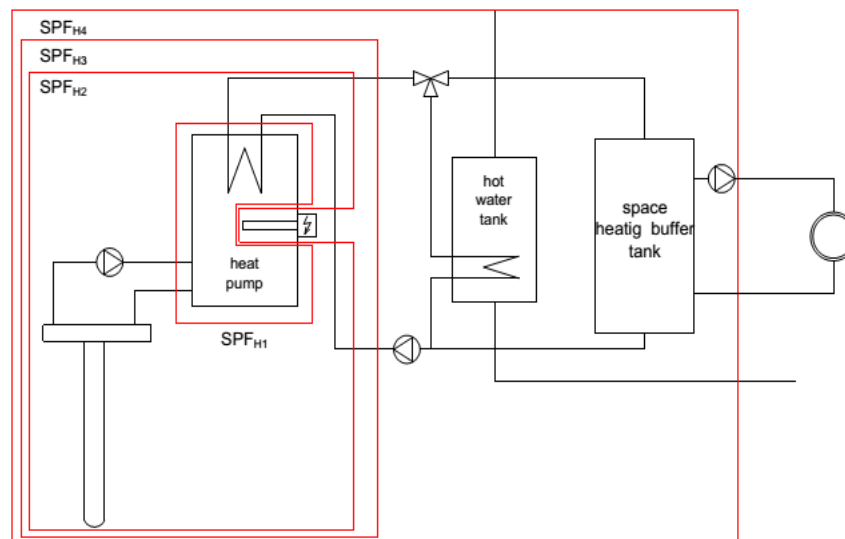 SPFH4
SPFH3
SPFH2
hot
water
tank
space
heatig buffer
tank
heat
pump
SPFH1